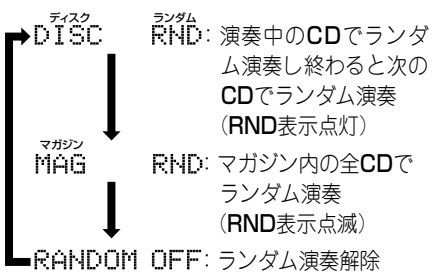 ディスク ランダム
DISC RND: 演奏中のCDでランダ
ム演奏し終わると次の
CDでランダム演奏
(RND表示点灯)
マガジン
MAG RND: マガジン内の全CDで
ランダム演奏
(RND表示点滅)
RANDOM OFF: ランダム演奏解除